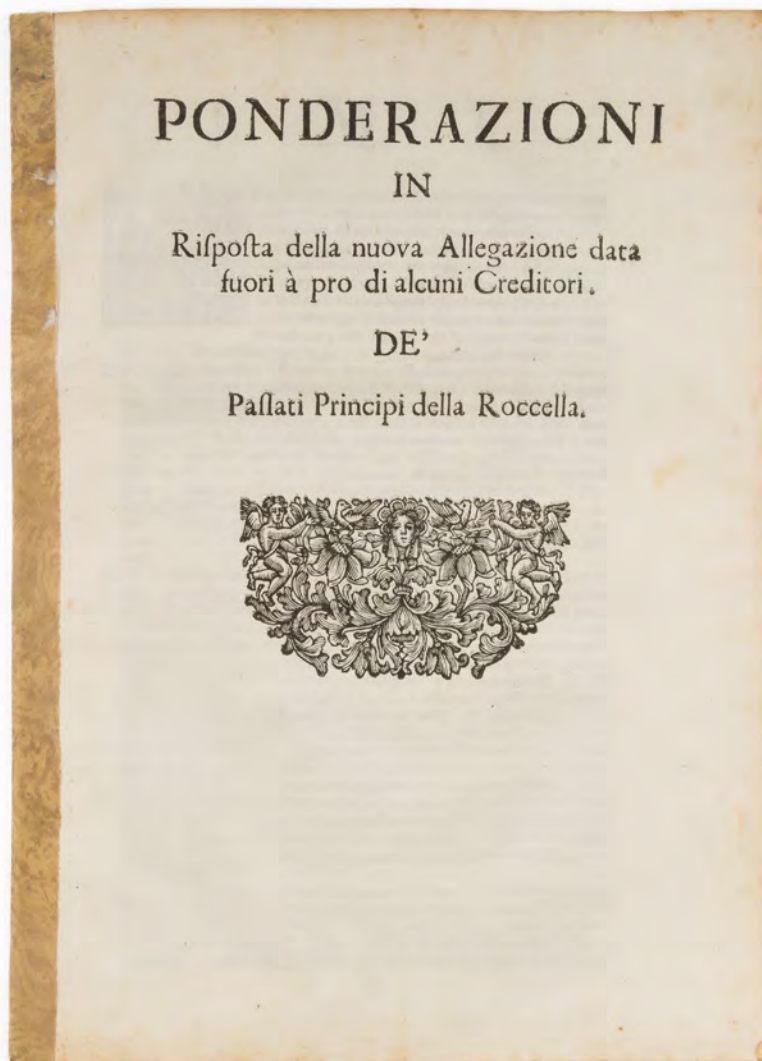 PONDERAZIONI
IN
Riſpoſta della nuova Allegazione data
fuori à pro di alcuni Creditori.
DE’
Paſſati Principi della Roccella.